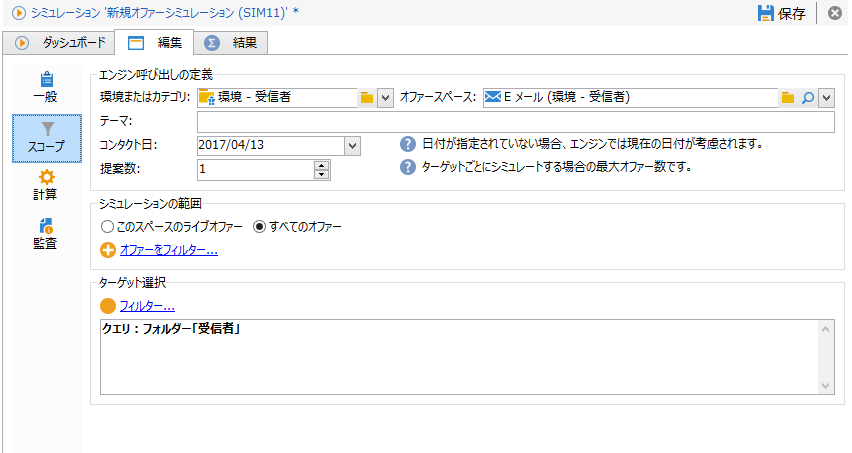 シミュレーション '新規オファーシミュレーション (SIM11)' *
保存
ダッシュボード 編集 結果
一般
スコープ
計算
監査
エンジン呼び出しの定義
環境またはカテゴリ: 環境 - 受信者 オファースペース: E メール (環境 - 受信者)
テーマ:
コンタクト日: 2017/04/13 日付が指定されていない場合、エンジンでは現在の日付が考慮されます。
提案数: 1 ターゲットごとにシミュレートする場合の最大オファー数です。
シミュレーションの範囲
このスペースのライブオファー すべてのオファー
オファーをフィルター...
ターゲット選択
フィルター...
クエリ：フォルダー「受信者」